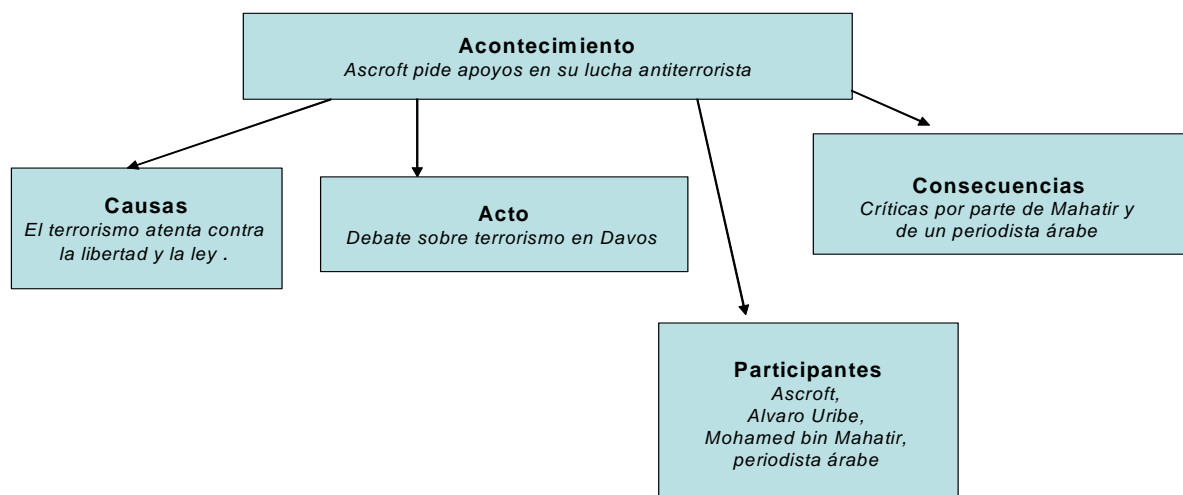 Acontecimiento
Ascroft pide apoyos en su lucha antiterrorista
Causas
El terrorismo atenta contra
la libertad y la ley .
Acto
Debate sobre terrorismo en Davos
Consecuencias
Críticas por parte de Mahatir y
de un periodista árabe
Participantes
Ascroft,
Alvaro Uribe,
Mohamed bin Mahatir,
periodista árabe